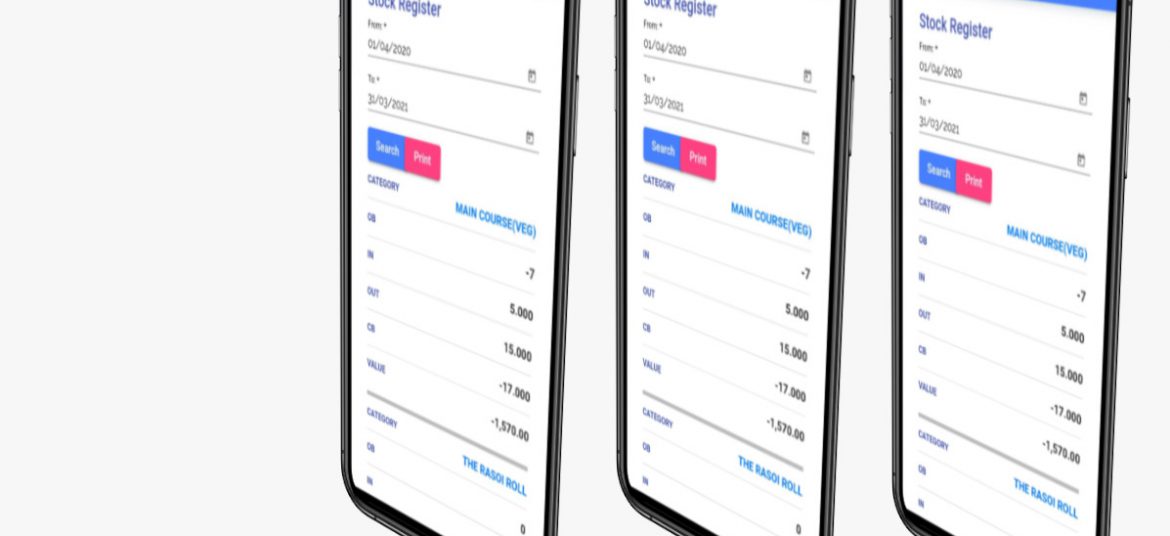 Stock Register
From: *
01/04/2020
To: *
31/03/2021
Search Print
CATEGORY
MAIN COURSE(VEG)
OB
-7
IN
5.000
OUT
15.000
CB
-17.000
VALUE
-1,570.00
CATEGORY
THE RASOI ROLL
OB
0
IN
Stock Register
From: *
01/04/2020
To: *
31/03/2021
Search Print
CATEGORY
MAIN COURSE(VEG)
OB
-7
IN
5.000
OUT
15.000
CB
-17.000
VALUE
-1,570.00
CATEGORY
THE RASOI ROLL
OB
0
IN
Stock Register
From: *
01/04/2020
To: *
31/03/2021
Search Print
CATEGORY
MAIN COURSE(VEG)
OB
-7
IN
5.000
OUT
15.000
CB
-17.000
VALUE
-1,570.00
CATEGORY
THE RASOI ROLL
OB
IN